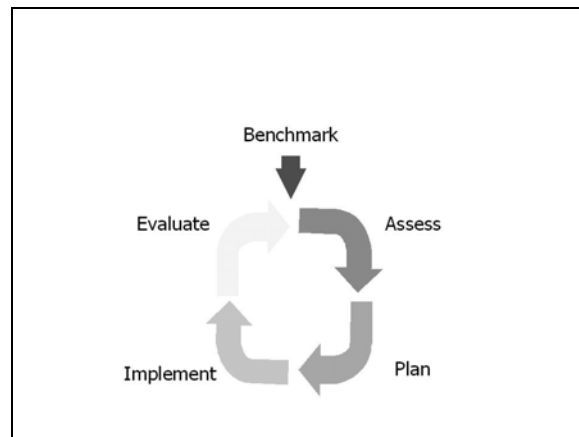 Benchmark
Evaluate
Assess
Implement
Plan